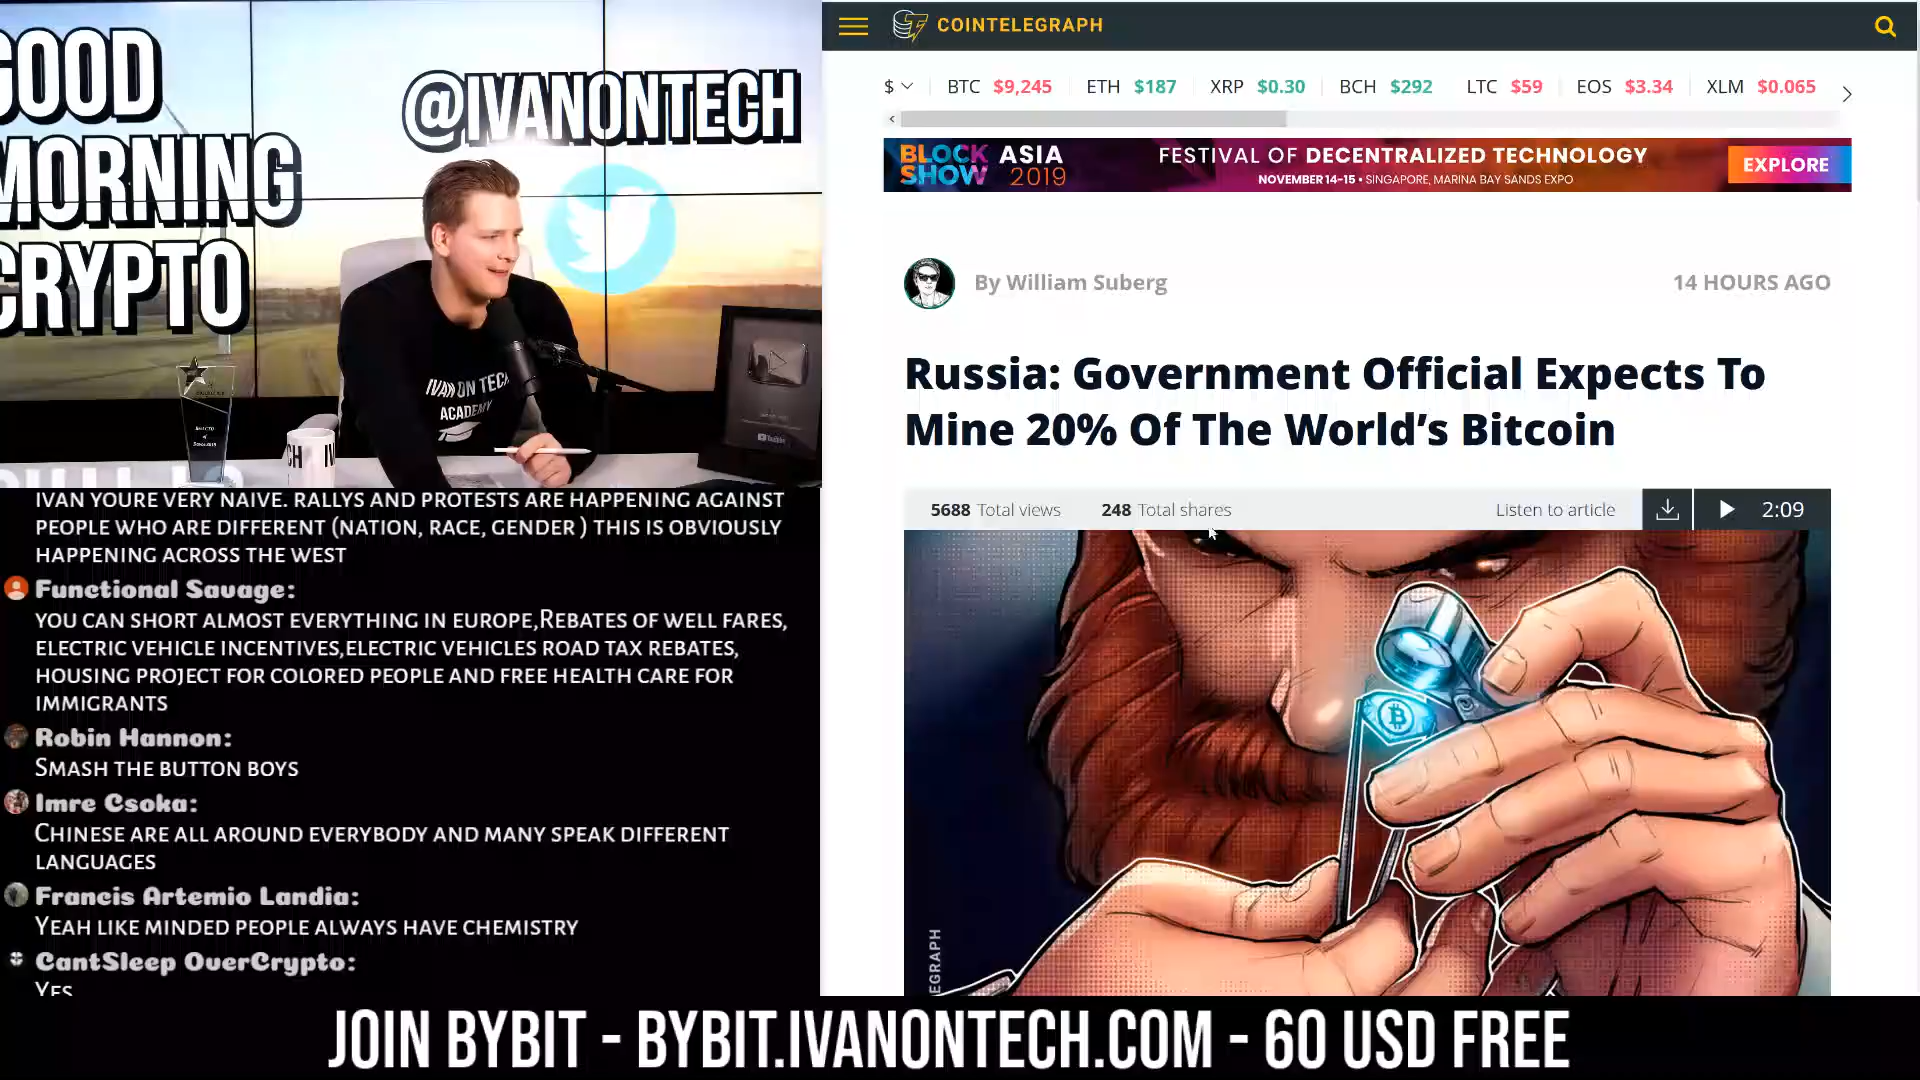 GOOD
MORNING
CRYPTO
@IVANONTECH
IVAN ON TECH
ACADEMY
YouTube
IVAN YOURE VERY NAIVE. RALLYS AND PROTESTS ARE HAPPENING AGAINST
PEOPLE WHO ARE DIFFERENT (NATION, RACE, GENDER ) THIS IS OBVIOUSLY
HAPPENING ACROSS THE WEST
Functional Savage:
YOU CAN SHORT ALMOST EVERYTHING IN EUROPE,REBATES OF WELL FARES,
ELECTRIC VEHICLE INCENTIVES,ELECTRIC VEHICLES ROAD TAX REBATES,
HOUSING PROJECT FOR COLORED PEOPLE AND FREE HEALTH CARE FOR
IMMIGRANTS
Robin Hannon:
SMASH THE BUTTON BOYS
Imre Csoka:
CHINESE ARE ALL AROUND EVERYBODY AND MANY SPEAK DIFFERENT
LANGUAGES
Francis Artemio Landia:
YEAH LIKE MINDED PEOPLE ALWAYS HAVE CHEMISTRY
CantSleep OverCrypto:
YES
COINTELEGRAPH
$ BTC $9,245 ETH $187 XRP $0.30 BCH $292 LTC $59 EOS $3.34 XLM $0.065
BLOCK SHOW ASIA 2019
FESTIVAL OF DECENTRALIZED TECHNOLOGY
NOVEMBER 14-15 • SINGAPORE, MARINA BAY SANDS EXPO
EXPLORE
By William Suberg 14 HOURS AGO
Russia: Government Official Expects To
Mine 20% Of The World’s Bitcoin
5688 Total views 248 Total shares Listen to article 2:09
EGRAPH
JOIN BYBIT - BYBIT.IVANONTECH.COM - 60 USD FREE